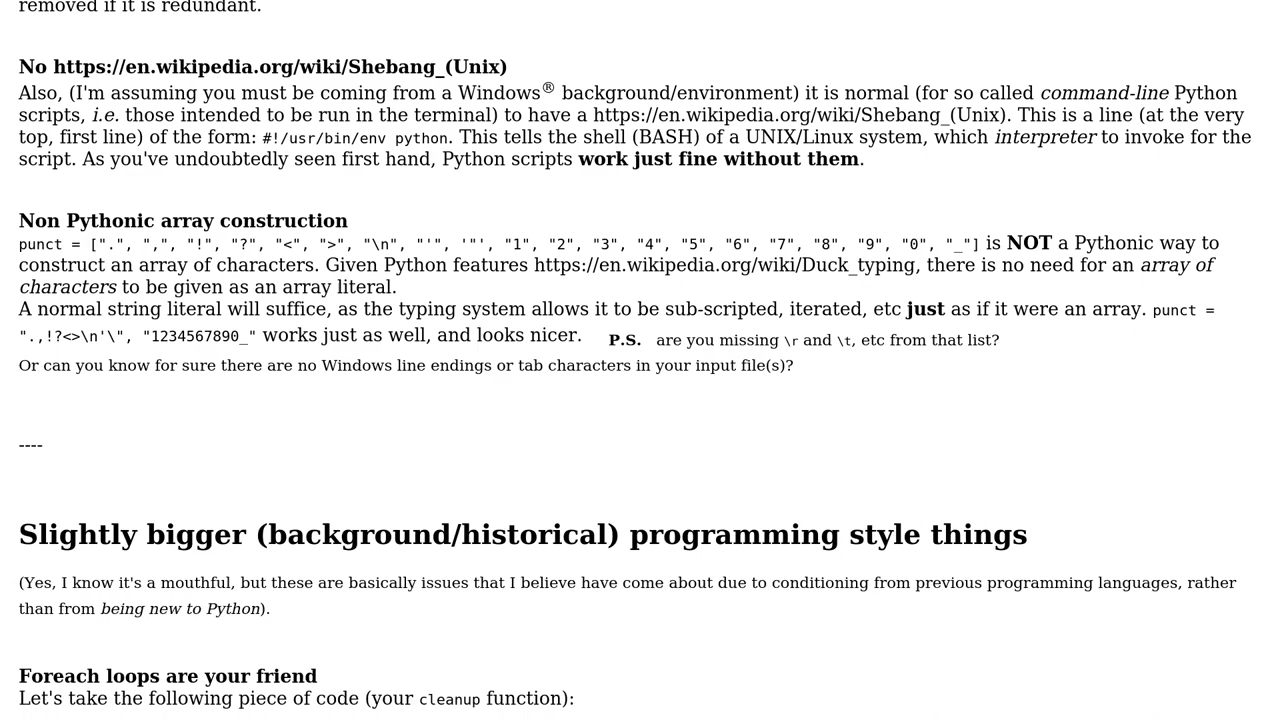 removed if it is redundant.
No https://en.wikipedia.org/wiki/Shebang_(Unix)
Also, (I'm assuming you must be coming from a Windows® background/environment) it is normal (for so called command-line Python
scripts, i.e. those intended to be run in the terminal) to have a https://en.wikipedia.org/wiki/Shebang_(Unix). This is a line (at the very
top, first line) of the form: #!/usr/bin/env python. This tells the shell (BASH) of a UNIX/Linux system, which interpreter to invoke for the
script. As you've undoubtedly seen first hand, Python scripts work just fine without them.
Non Pythonic array construction
punct = [".", ",", "!", "?", "<", ">", "\n", "'", '"', "1", "2", "3", "4", "5", "6", "7", "8", "9", "0", "_"] is NOT a Pythonic way to
construct an array of characters. Given Python features https://en.wikipedia.org/wiki/Duck_typing, there is no need for an array of
characters to be given as an array literal.
A normal string literal will suffice, as the typing system allows it to be sub-scripted, iterated, etc just as if it were an array. punct =
".,!?<>\n'\", "1234567890_" works just as well, and looks nicer. P.S. are you missing \r and \t, etc from that list?
Or can you know for sure there are no Windows line endings or tab characters in your input file(s)?
----
Slightly bigger (background/historical) programming style things
(Yes, I know it's a mouthful, but these are basically issues that I believe have come about due to conditioning from previous programming languages, rather
than from being new to Python).
Foreach loops are your friend
Let's take the following piece of code (your cleanup function):